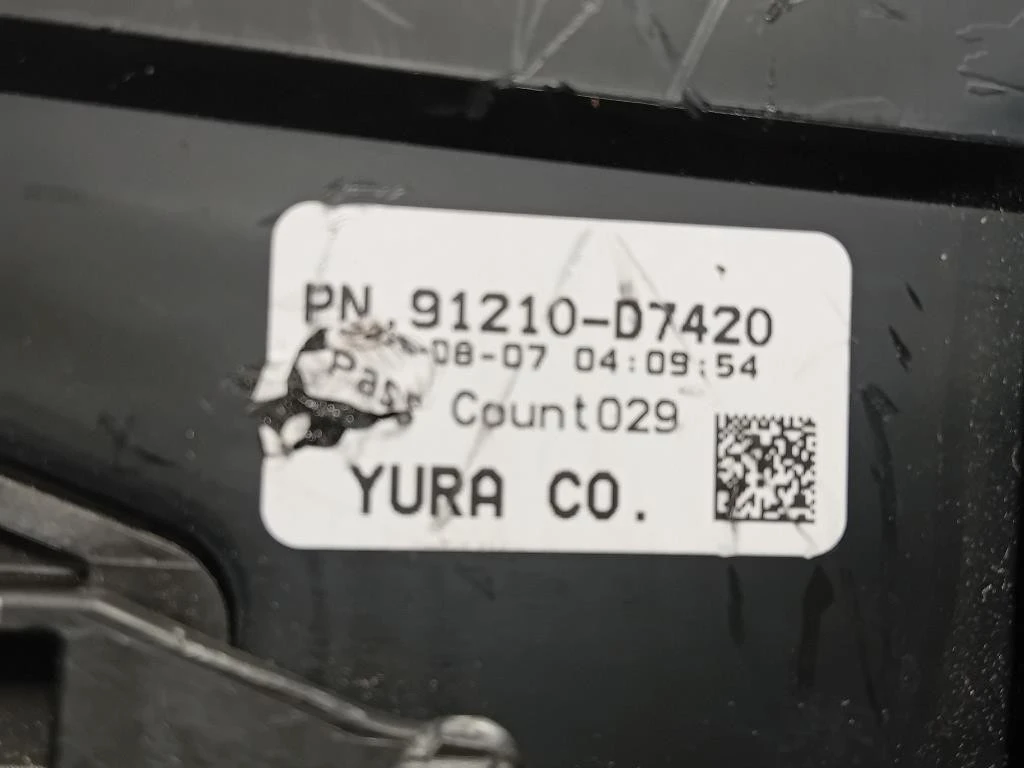 PN.91210-D7420
08-07 04:09:54
Pass Count029
YURA CO.